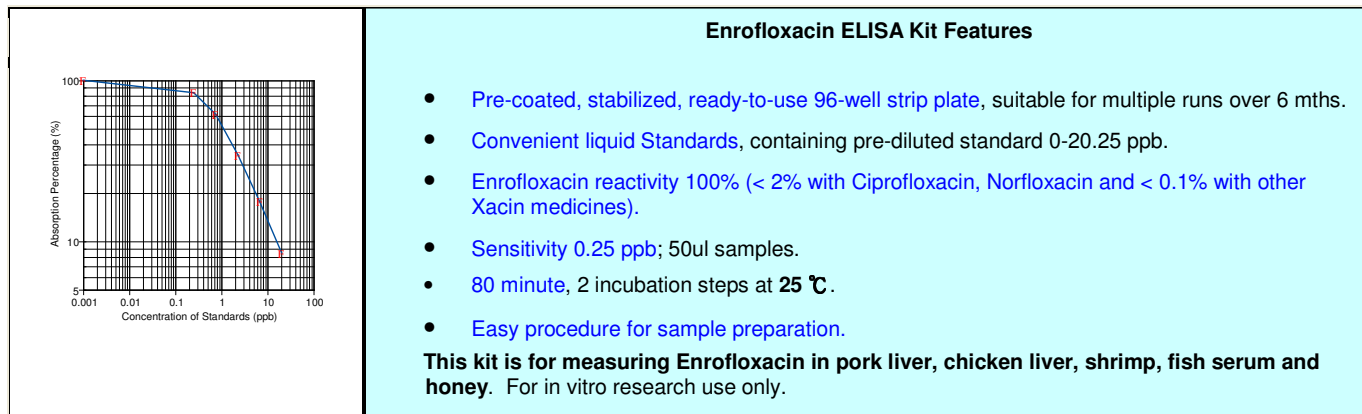 100
10
5
0.001 0.01 0.1 1 10 100
Absorption Percentage (%)
Concentration of Standards (ppb)
Enrofloxacin ELISA Kit Features
● Pre-coated, stabilized, ready-to-use 96-well strip plate, suitable for multiple runs over 6 mths.
● Convenient liquid Standards, containing pre-diluted standard 0-20.25 ppb.
● Enrofloxacin reactivity 100% (< 2% with Ciprofloxacin, Norfloxacin and < 0.1% with other
Xacin medicines).
● Sensitivity 0.25 ppb; 50ul samples.
● 80 minute, 2 incubation steps at 25 ℃.
● Easy procedure for sample preparation.
This kit is for measuring Enrofloxacin in pork liver, chicken liver, shrimp, fish serum and
honey. For in vitro research use only.